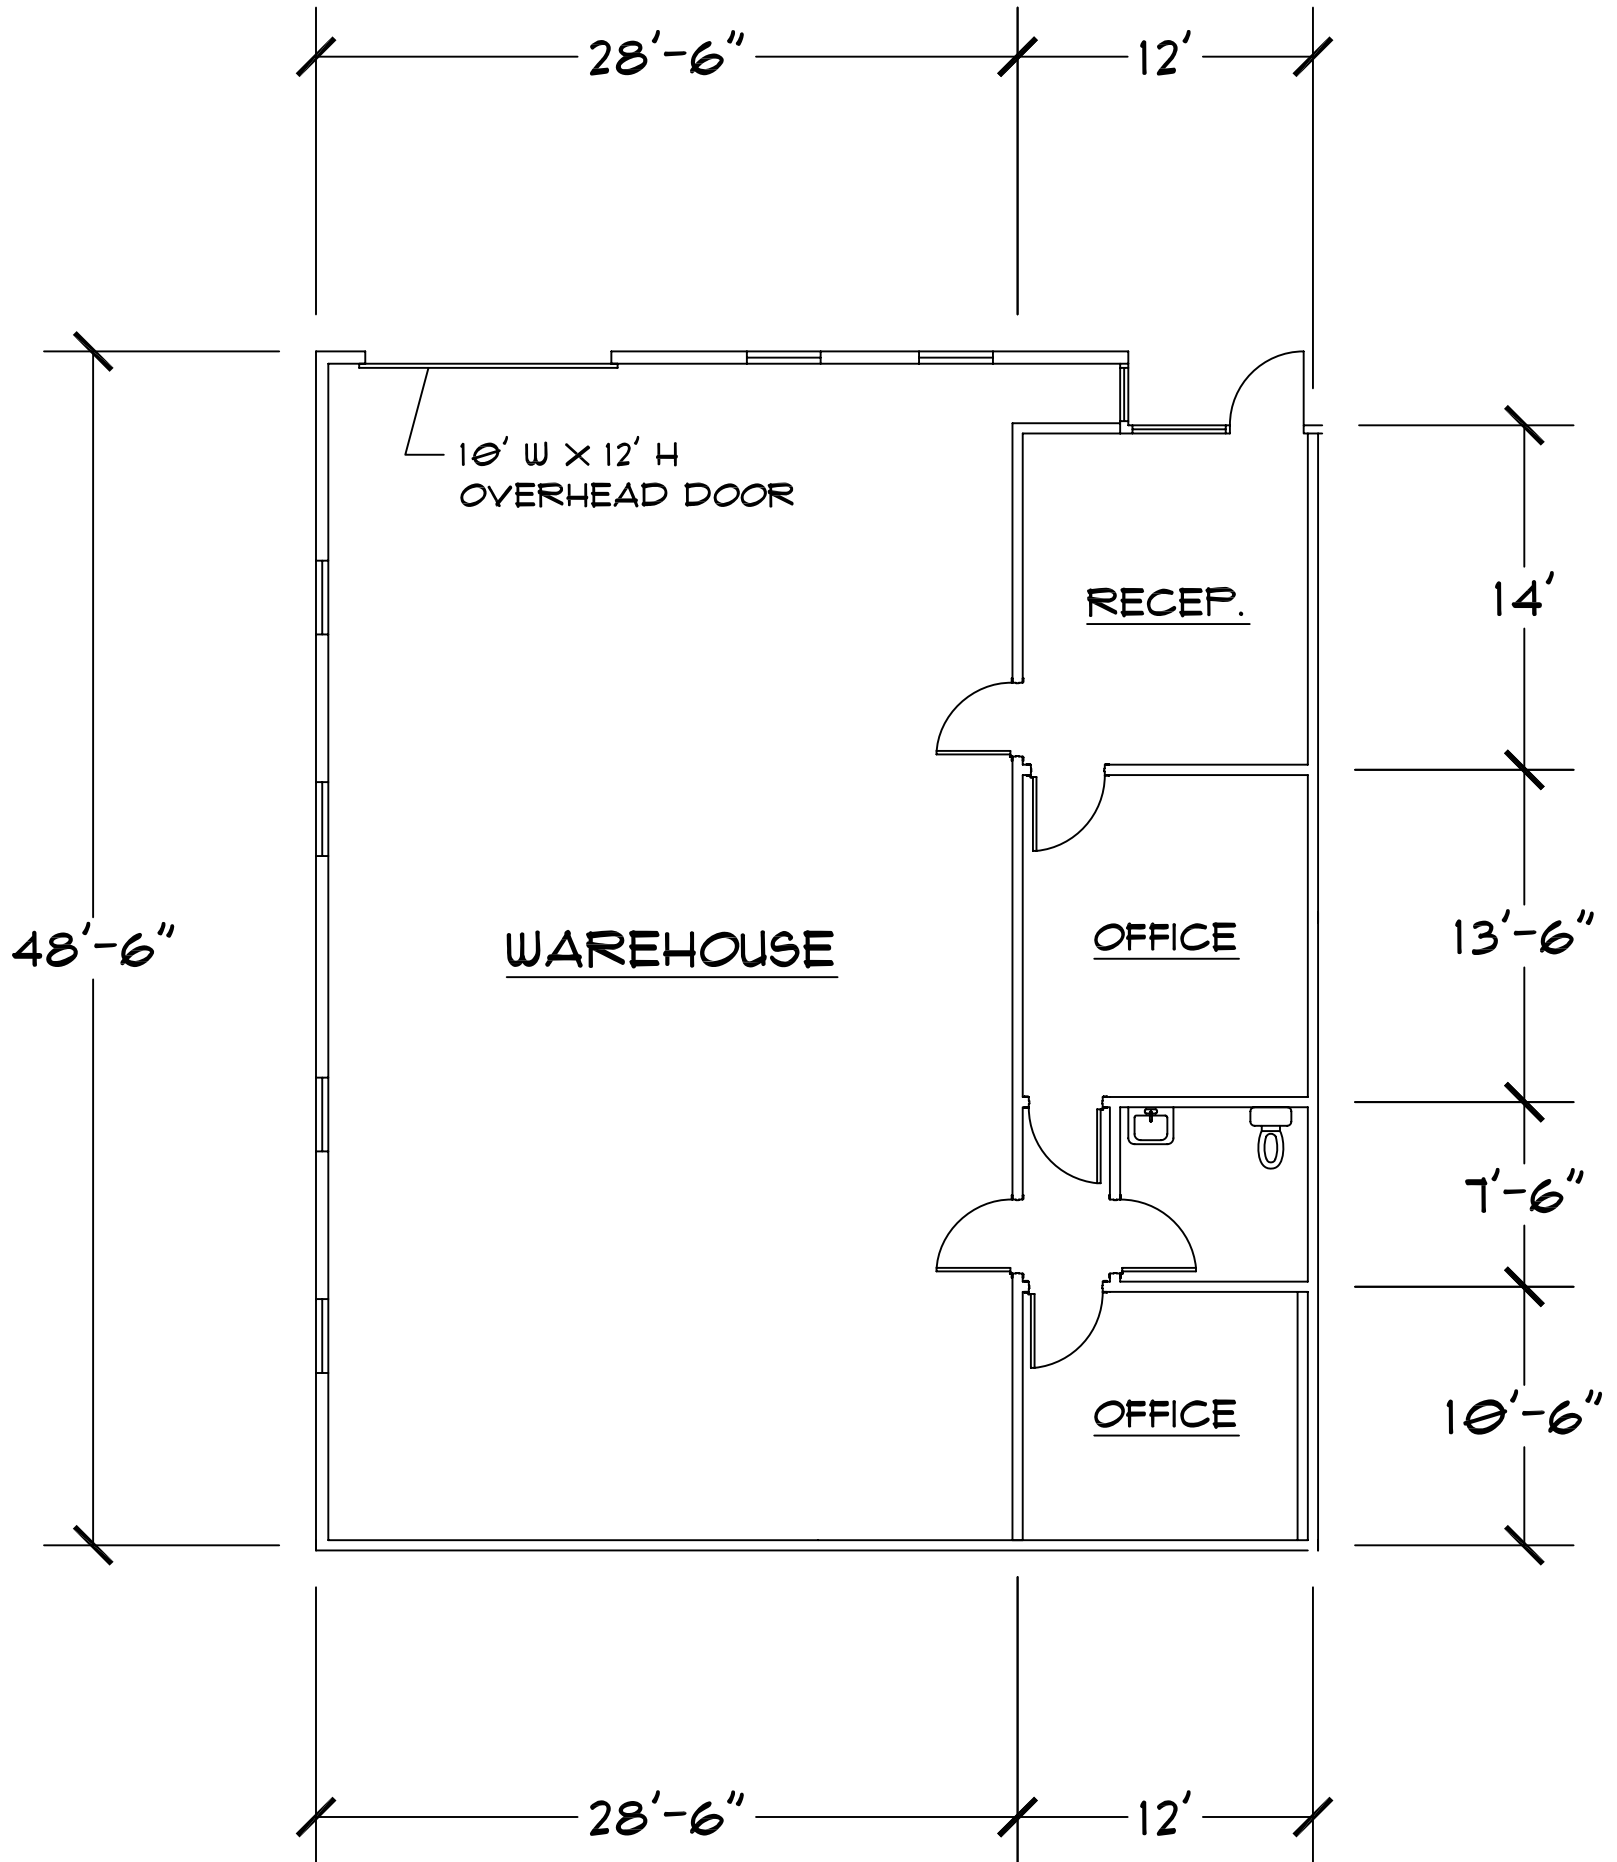 28'-6" 12'
10' W X 12' H
OVERHEAD DOOR
RECEP.
14'
48'-6"
WAREHOUSE
OFFICE
13'-6"
7'-6"
OFFICE
10'-6"
28'-6" 12'